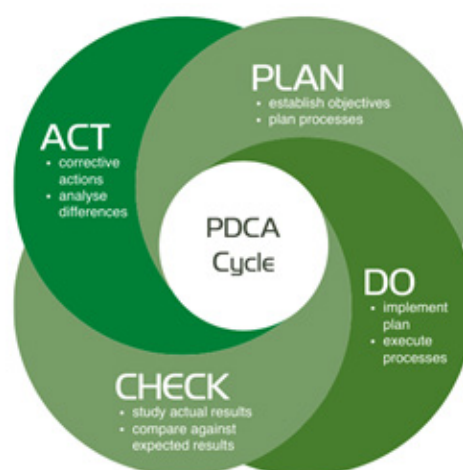 PLAN
• establish objectives
• plan processes
ACT
• corrective
actions
• analyse
differences
PDCA
Cycle
DO
• implement
plan
• execute
processes
CHECK
• study actual results
• compare against
expected results